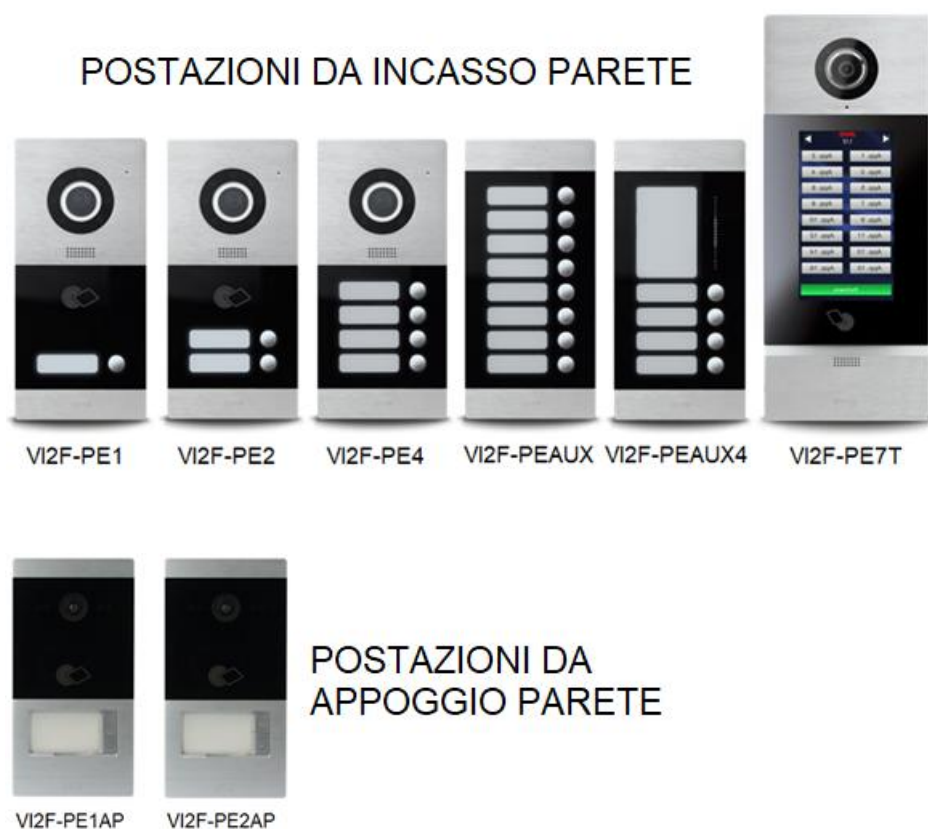 POSTAZIONI DA INCASSO PARETE
VI2F-PE1
VI2F-PE2
VI2F-PE4
VI2F-PEAUX
VI2F-PEAUX4
VI2F-PE7T
POSTAZIONI DA
APPOGGIO PARETE
VI2F-PE1AP
VI2F-PE2AP